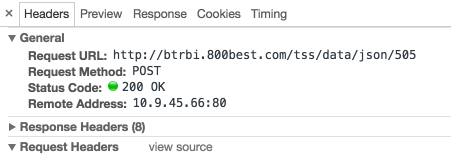 × Headers Preview Response Cookies Timing
▼ General
Request URL: http://btrbi.800best.com/tss/data/json/505
Request Method: POST
Status Code: 200 OK
Remote Address: 10.9.45.66:80
▶ Response Headers (8)
▼ Request Headers view source